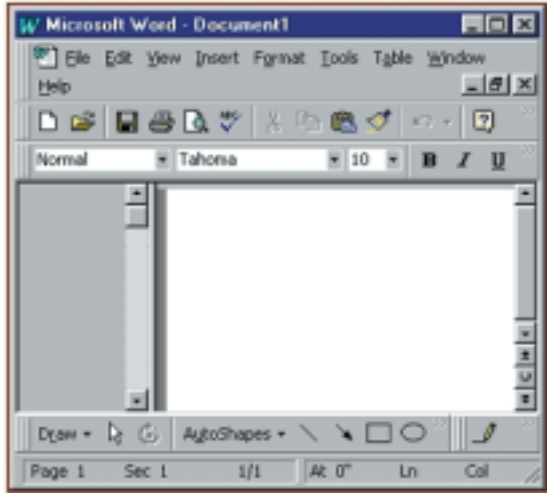 Microsoft Word - Document1
File Edit View Insert Format Tools Table Window
Help
Normal Tahoma 10 B I U
Draw AutoShapes
Page 1 Sec 1 1/1 At 0" Ln Col